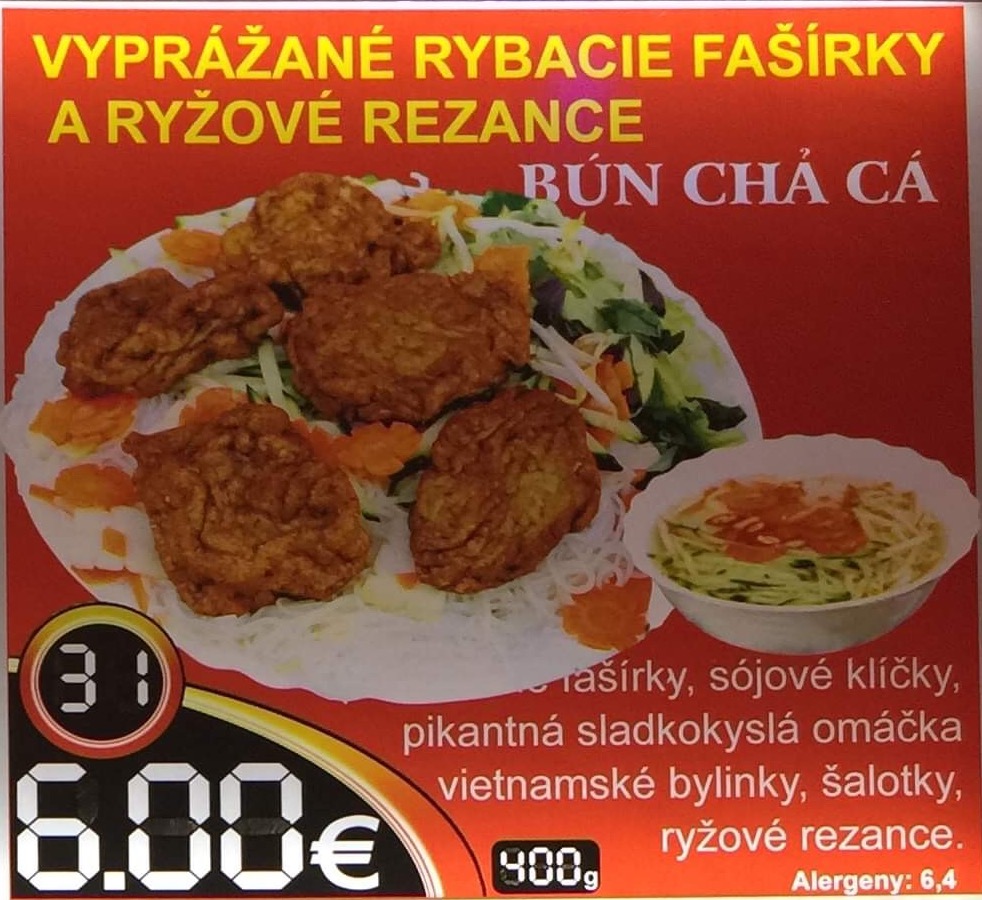 VYPRÁŽANÉ RYBACIE FAŠÍRKY
A RYŽOVÉ REZANCE
BÚN CHẢ CÁ
fašírky, sójové klíčky,
pikantná sladkokyslá omáčka
vietnamské bylinky, šalotky,
ryžové rezance.
31
6.00€
400g
Alergeny: 6,4